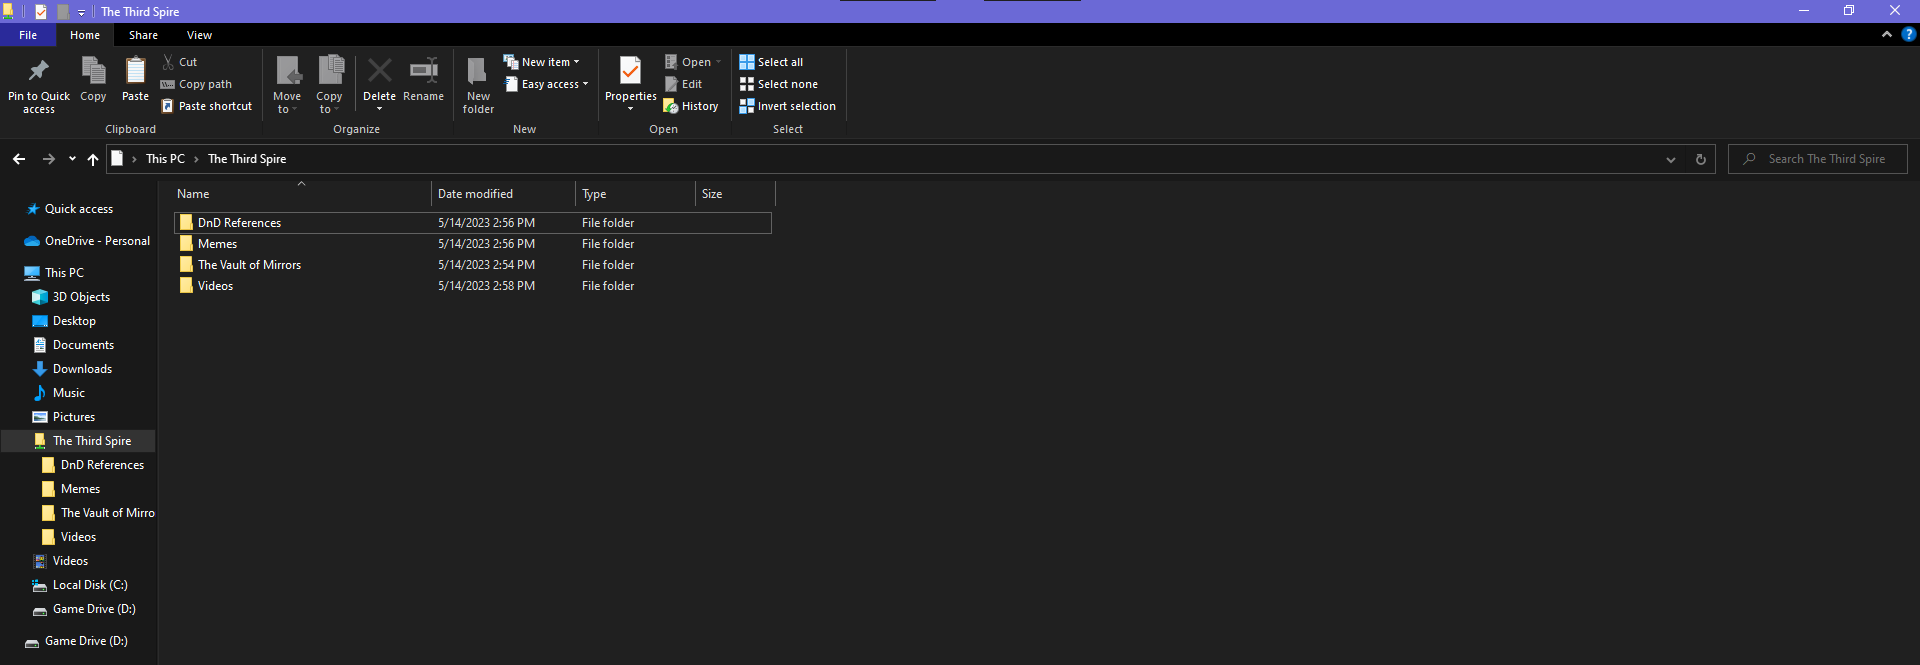 The Third Spire
File Home Share View
Pin to Quick access
Copy
Paste
Cut
Copy path
Paste shortcut
Clipboard
Move to
Copy to
Delete
Rename
Organize
New folder
New item
Easy access
New
Properties
Open
Edit
History
Open
Select all
Select none
Invert selection
Select
This PC > The Third Spire
Search The Third Spire
Quick access
OneDrive - Personal
This PC
3D Objects
Desktop
Documents
Downloads
Music
Pictures
The Third Spire
DnD References
Memes
The Vault of Mirro
Videos
Videos
Local Disk (C:)
Game Drive (D:)
Game Drive (D:)
Name Date modified Type Size
DnD References 5/14/2023 2:56 PM File folder
Memes 5/14/2023 2:56 PM File folder
The Vault of Mirrors 5/14/2023 2:54 PM File folder
Videos 5/14/2023 2:58 PM File folder